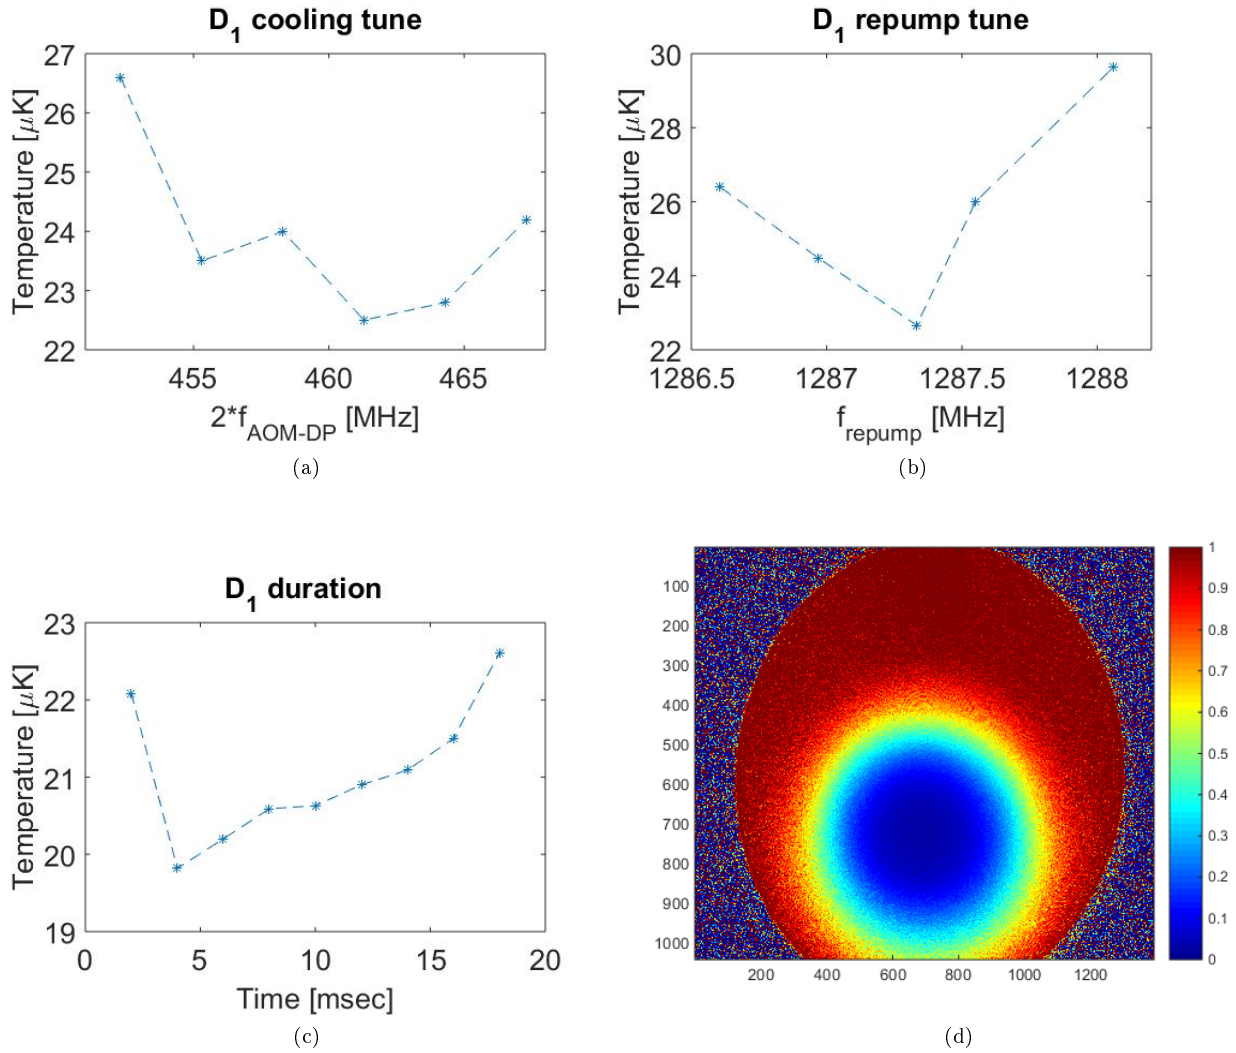 D1 cooling tune
27
26
25
24
23
22
Temperature [μK]
455 460 465
2*fAOM-DP [MHz]
(a)
D1 repump tune
30
28
26
24
22
Temperature [μK]
1286.5 1287 1287.5 1288
frepump [MHz]
(b)
D1 duration
23
22
21
20
19
Temperature [μK]
0 5 10 15 20
Time [msec]
(c)
100
200
300
400
500
600
700
800
900
1000
200 400 600 800 1000 1200
1
0.9
0.8
0.7
0.6
0.5
0.4
0.3
0.2
0.1
0
(d)